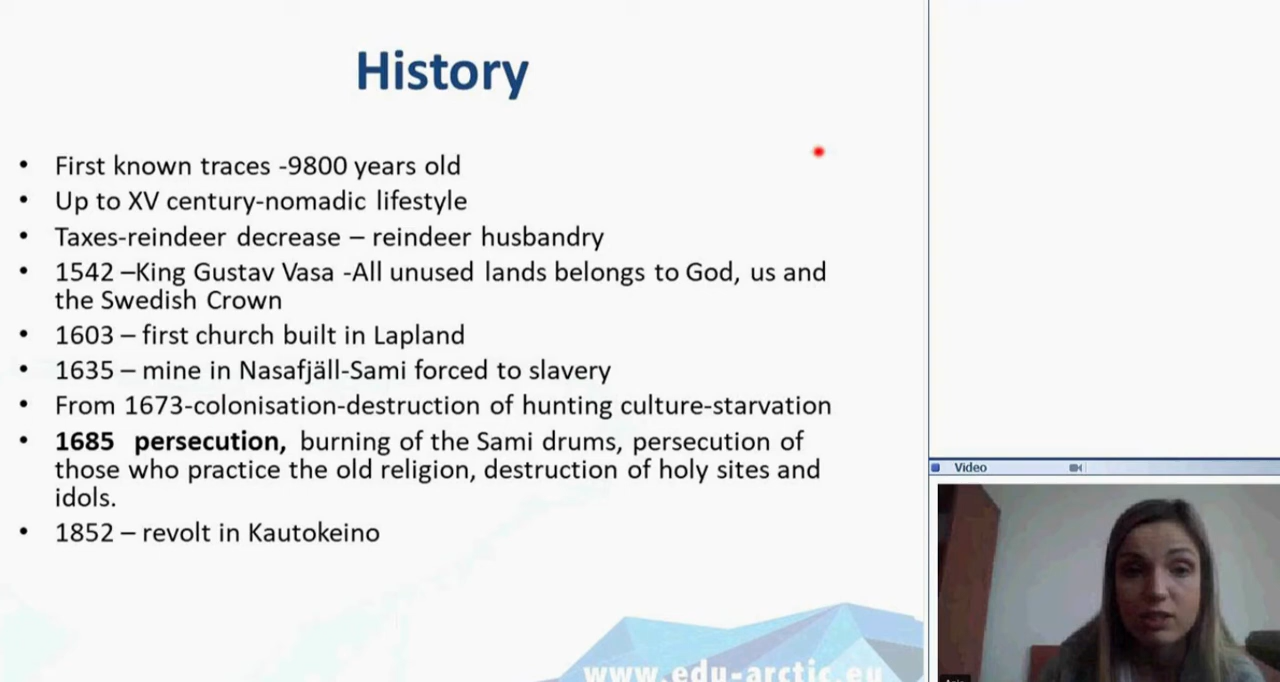 History
• First known traces -9800 years old
• Up to XV century-nomadic lifestyle
• Taxes-reindeer decrease – reindeer husbandry
• 1542 –King Gustav Vasa -All unused lands belongs to God, us and
the Swedish Crown
• 1603 – first church built in Lapland
• 1635 – mine in Nasafjäll-Sami forced to slavery
• From 1673-colonisation-destruction of hunting culture-starvation
• 1685 persecution, burning of the Sami drums, persecution of
those who practice the old religion, destruction of holy sites and
idols.
• 1852 – revolt in Kautokeino
www.edu-arctic.eu
Video